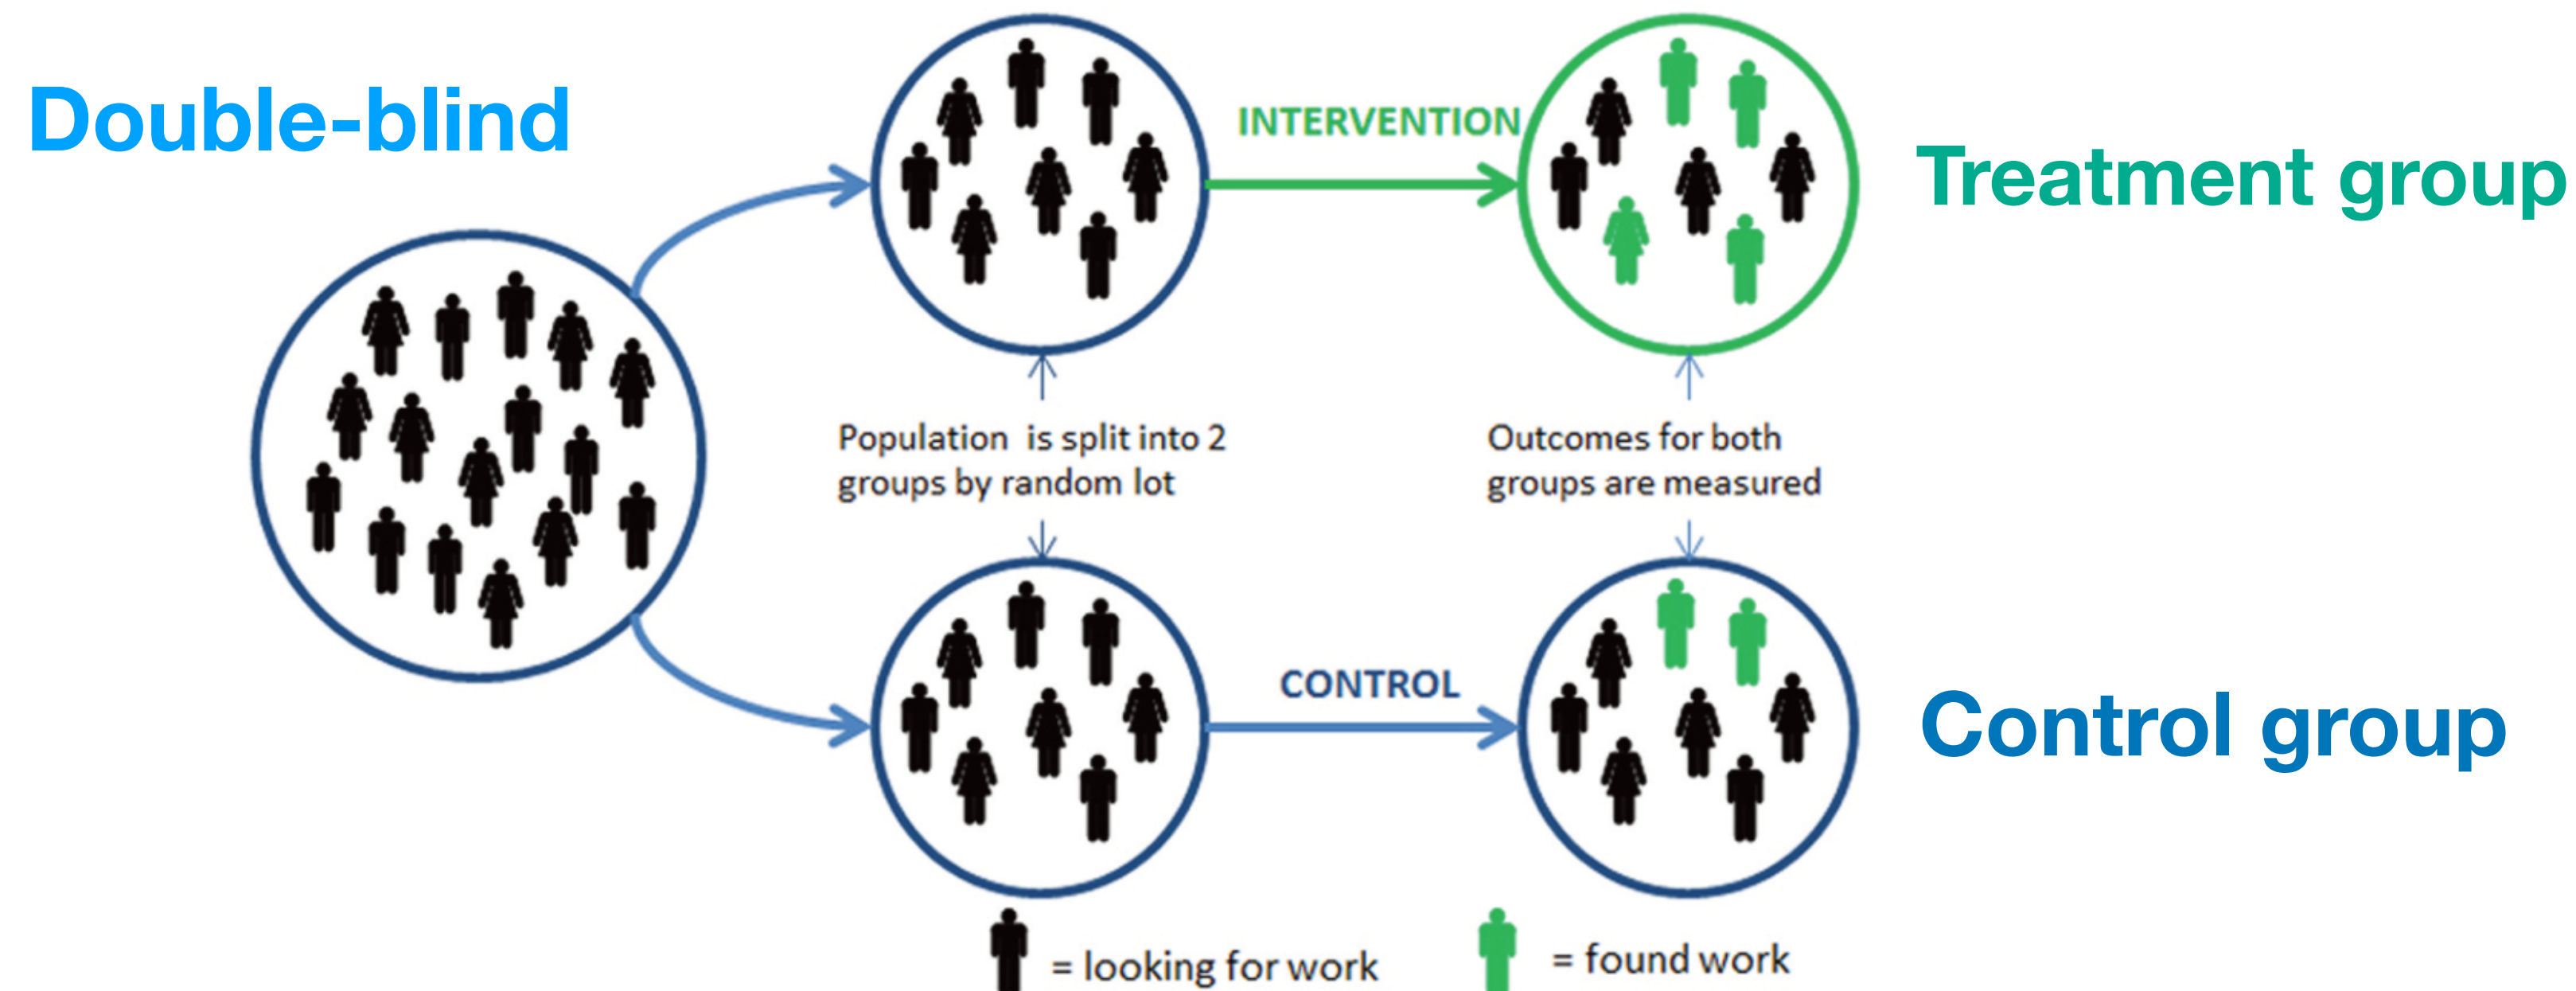 Double-blind
INTERVENTION
Treatment group
Population is split into 2
groups by random lot
Outcomes for both
groups are measured
CONTROL
Control group
= looking for work
= found work